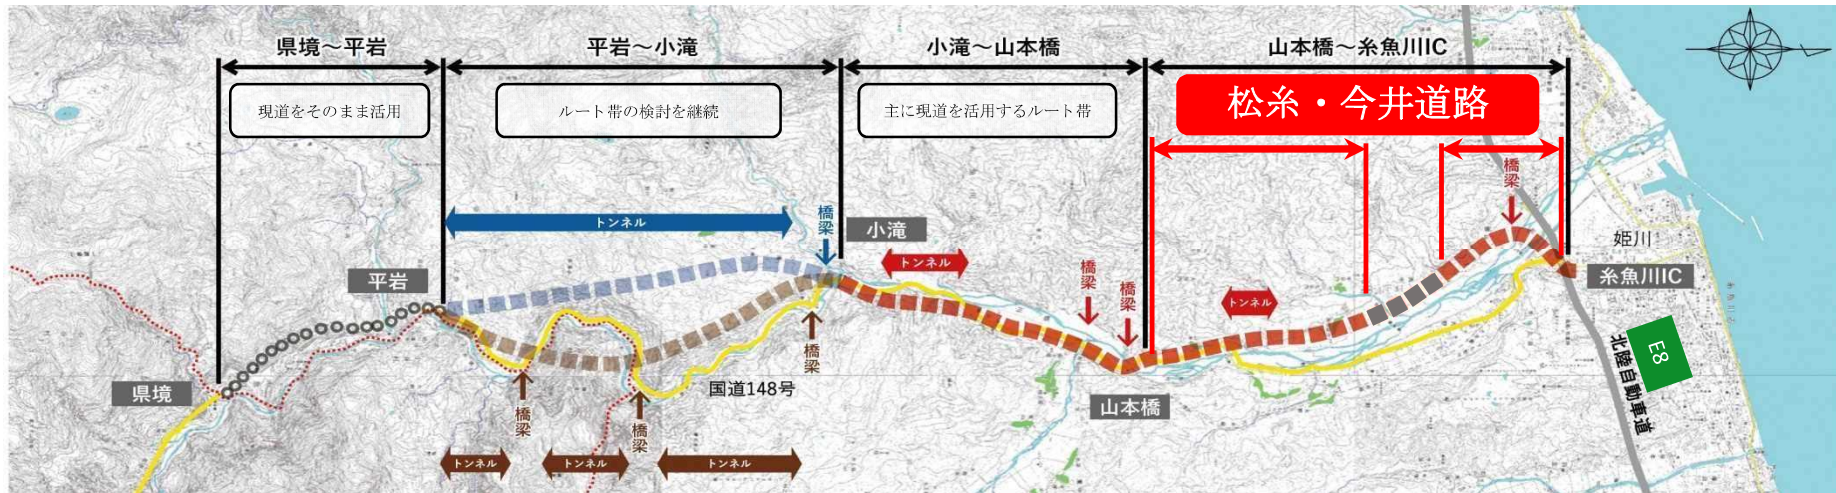 県境～平岩
平岩～小滝
小滝～山本橋
山本橋～糸魚川IC
現道をそのまま活用
ルート帯の検討を継続
主に現道を活用するルート帯
松糸・今井道路
橋梁
トンネル
橋梁
小滝
トンネル
姫川
平岩
橋梁
橋梁
トンネル
糸魚川IC
県境
橋梁
橋梁
橋梁
国道148号
山本橋
E8
北陸自動車道
トンネル
トンネル
トンネル